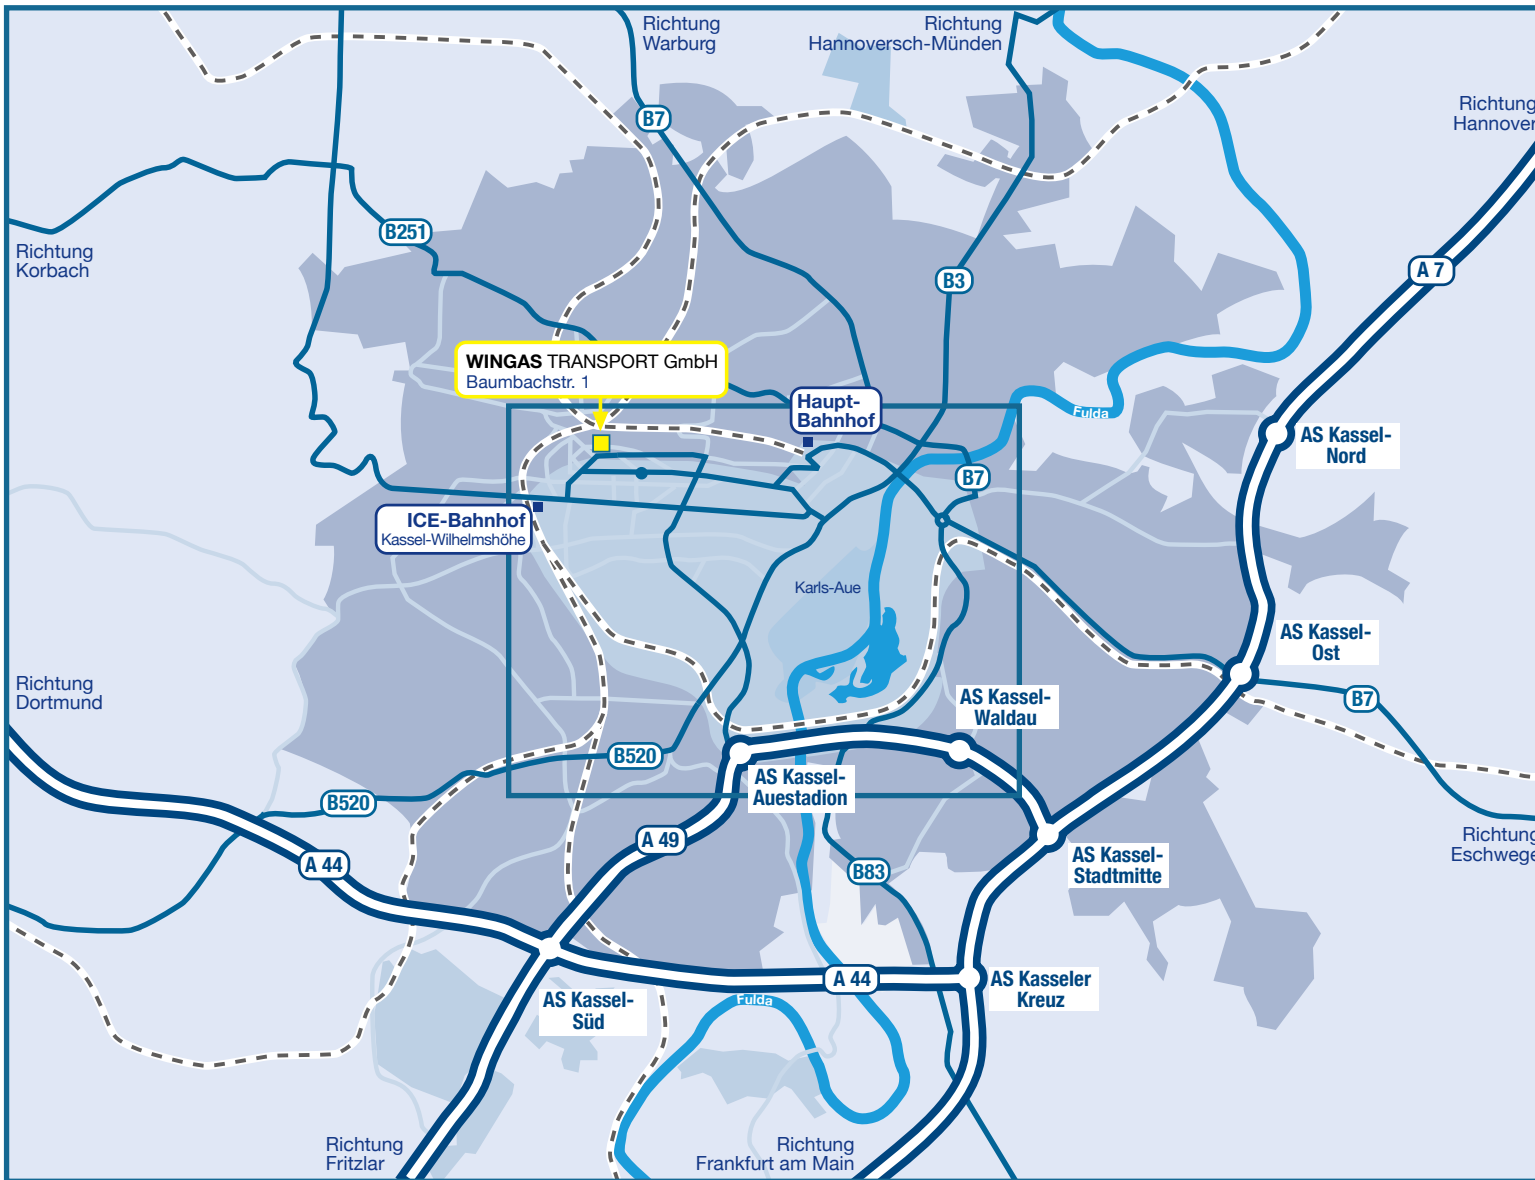 Richtung
Warburg
Richtung
Hannoversch-Münden
Richtung
Hannover
B7
B251
Richtung
Korbach
B3
A 7
WINGAS TRANSPORT GmbH
Baumbachstr. 1
Haupt-
Bahnhof
Fulda
AS Kassel-
Nord
B7
ICE-Bahnhof
Kassel-Wilhelmshöhe
Karls-Aue
AS Kassel-
Ost
Richtung
Dortmund
AS Kassel-
Waldau
B7
B520
AS Kassel-
Auestadion
B520
Richtung
Eschwege
A 49
A 44
B83
AS Kassel-
Stadtmitte
A 44
AS Kasseler
Kreuz
AS Kassel-
Süd
Fulda
Richtung
Fritzlar
Richtung
Frankfurt am Main